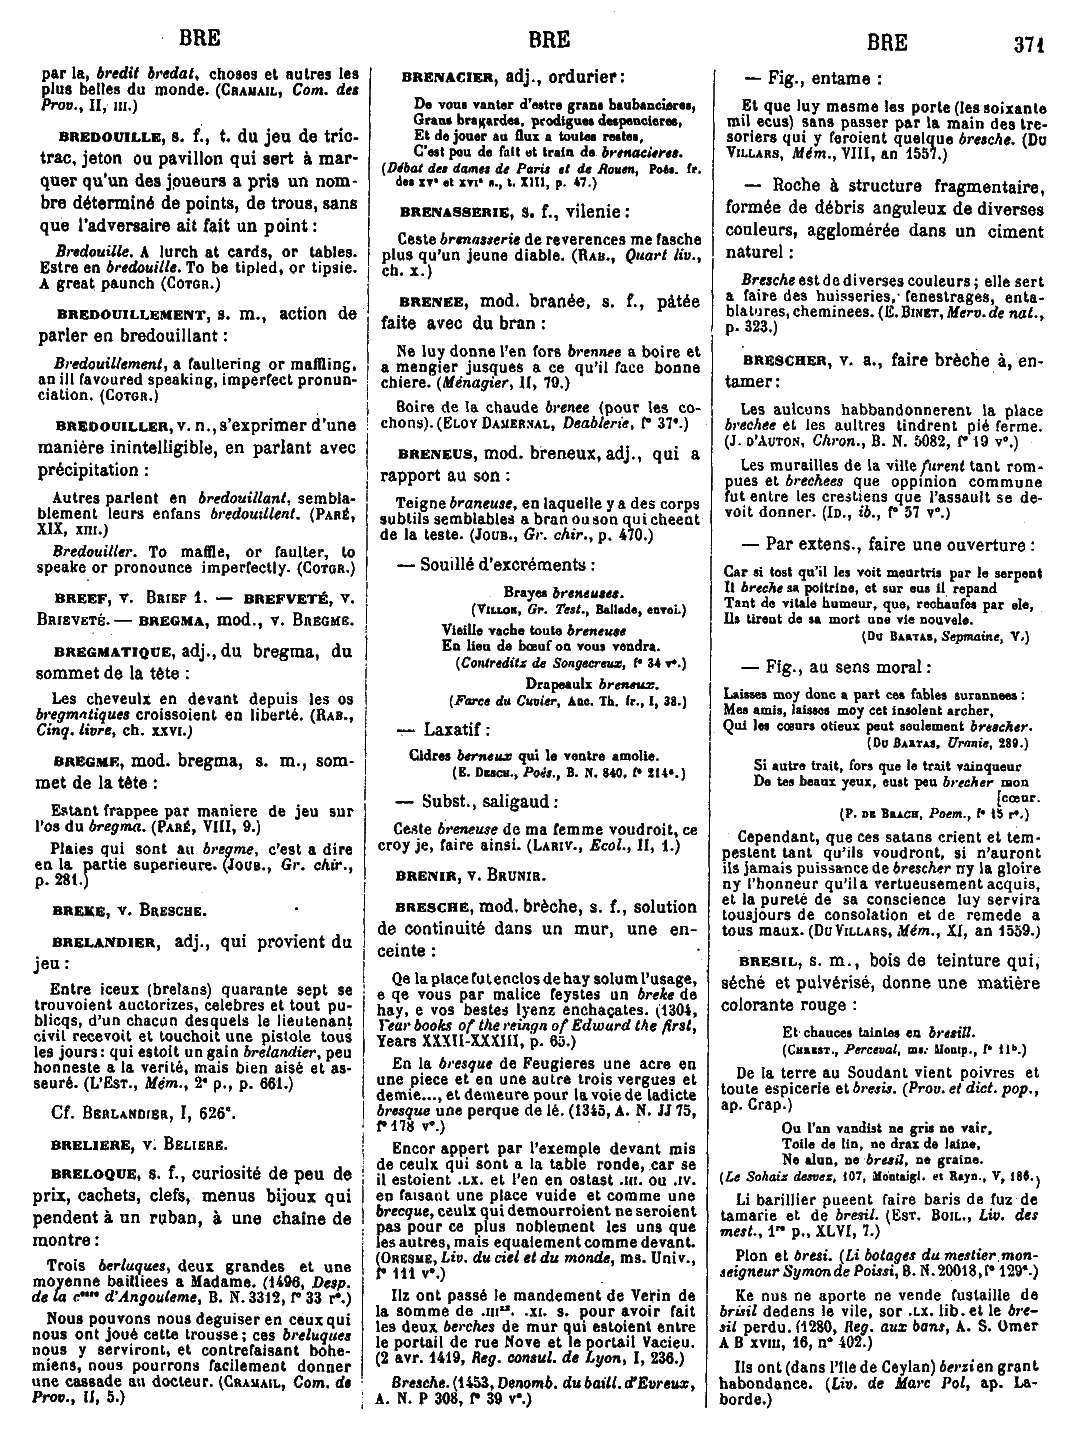 BRE
BRE
BRE
371
par la, bredit bredat, choses et autres les
plus belles du monde. (CRAMAIL, Com. des
Prov., II, III.)
BREDOUILLE, s. f., t. du jeu de tric-
trac, jeton ou pavillon qui sert à mar-
quer qu'un des joueurs a pris un nom-
bre déterminé de points, de trous, sans
que l'adversaire ait fait un point :
Bredouille. A lurch at cards, or tables.
Estre en bredouille. To be tipled, or tipsie.
A great paunch (COTGR.)
BREDOUILLEMENT, s. m., action de
parler en bredouillant :
Bredouillement, a faultering or maffling,
an ill favoured speaking, imperfect pronun-
ciation. (COTGR.)
BREDOUILLER, v. n., s'exprimer d'une
manière inintelligible, en parlant avec
précipitation :
Autres parlent en bredouillant, sembla-
blement leurs enfans bredouillent. (PARÉ,
XIX, XIII.)
Bredouiller. To maffle, or faulter, to
speake or pronounce imperfectly. (COTGR.)
BREEF, v. BRIEF 1. — BREFVETÉ, v.
BRIEVETÉ. — BREGMA, mod., v. BREGME.
BREGMATIQUE, adj., du bregma, du
sommet de la tête :
Les cheveulx en devant depuis les os
bregmatiques croissoient en liberté. (RAB.,
Cinq. livre, ch. XXVI.)
BREGME, mod. bregma, s. m., som-
met de la tête :
Estant frappee par maniere de jeu sur
l'os du bregma. (PARÉ, VIII, 9.)
Plaies qui sont au bregme, c'est a dire
en la partie superieure. (JOUB., Gr. chir.,
p. 281.)
BREKE, v. BRESCHE.
BRELANDIER, adj., qui provient du
jeu :
Entre iceux (brelans) quarante sept se
trouvoient auctorizes, celebres et tout pu-
blicqs, d'un chacun desquels le lieutenant
civil recevoit et touchoit une pistole tous
les jours : qui estoit un gain brelandier, peu
honneste a la verité, mais bien aisé et as-
seuré. (L'EST., Mém., 2e p., p. 661.)
Cf. BERLANDIER, I, 626c.
BRELIERE, v. BELIERE.
BRELOQUE, s. f., curiosité de peu de
prix, cachets, clefs, menus bijoux qui
pendent à un ruban, à une chaîne de
montre :
Trois berluques, deux grandes et une
moyenne bailliees a Madame. (1496, Desp.
de la cesse d'Angouleme, B. N. 3312, f° 33 r°.)
Nous pouvons nous deguiser en ceux qui
nous ont joué cette trousse ; ces breluques
nous y serviront, et contrefaisant bohe-
miens, nous pourrons facilement donner
une cassade au docteur. (CRAMAIL, Com. de
Prov., II, 5.)
BRENACIER, adj., ordurier :
De vous vanter d'estre grans baubancieres,
Grans bragardes, prodigues despencieres,
Et de jouer au flux a toutes restes,
C'est peu de fait et train de brenacieres.
(Débat des dames de Paris et de Rouen, Poés. fr.
des XVe et XVIe s., t. XIII, p. 47.)
BRENASSERIE, s. f., vilenie :
Ceste brenasserie de reverences me fasche
plus qu'un jeune diable. (RAB., Quart liv.,
ch. X.)
BRENEE, mod. branée, s. f., pâtée
faite avec du bran :
Ne luy donne l'en fors brennee a boire et
a mengier jusques a ce qu'il face bonne
chiere. (Ménagier, II, 79.)
Boire de la chaude brenee (pour les co-
chons). (ELOY DAMERNAL, Deablerie, f° 37c.)
BRENEUS, mod. breneux, adj., qui a
rapport au son :
Teigne braneuse, en laquelle y a des corps
subtils semblables a bran ou son qui cheent
de la teste. (JOUB., Gr. chir., p. 470.)
— Souillé d'excréments :
Brayes breneuses.
(VILLON, Gr. Test., Ballade, envoi.)
Vieille vache toute breneuse
En lieu de bœuf on vous vendra.
(Contreditz de Songecreux, f° 34 r°.)
Drapeaulx breneux.
(Farce du Cuvier, Anc. Th. fr., I, 38.)
— Laxatif :
Cidres berneux qui le ventre amolie.
(E. DESCH., Poés., B. N. 840, f° 214c.)
— Subst., saligaud :
Ceste breneuse de ma femme voudroit, ce
croy je, faire ainsi. (LARIV., Ecol., II, 1.)
BRENIR, v. BRUNIR.
BRESCHE, mod. brèche, s. f., solution
de continuité dans un mur, une en-
ceinte :
Qe la place fut enclos de hay solum l'usage,
e qe vous par malice feystes un breke de
hay, e vos bestes lyenz enchaçates. (1304,
Year books of the reingn of Edward the first,
Years XXXII-XXXIII, p. 65.)
En la bresque de Feugieres une acre en
une piece et en une autre trois vergues et
demie..., et demeure pour la voie de ladicte
bresque une perque de lé. (1345, A. N. JJ 75,
f° 178 v°.)
Encor appert par l'exemple devant mis
de ceulx qui sont a la table ronde, car se
il estoient .LX. et l'en en ostast .III. ou .IV.
en faisant une place vuide et comme une
brecque, ceulx qui demourroient ne seroient
pas pour ce plus noblement les uns que
les autres, mais equalement comme devant.
(ORESME, Liv. du ciel et du monde, ms. Univ.,
f° 111 v°.)
Ilz ont passé le mandement de Verin de
la somme de .IIIxx. .XI. s. pour avoir fait
les deux berches de mur qui estoient entre
le portail de rue Nove et le portail Vacieu.
(2 avr. 1419, Reg. consul. de Lyon, I, 236.)
Bresche. (1453, Denomb. du baill. d'Evreux,
A. N. P 308, f° 39 v°.)
— Fig., entame :
Et que luy mesme les porte (les soixante
mil ecus) sans passer par la main des tre-
soriers qui y feroient quelque bresche. (DU
VILLARS, Mém., VIII, an 1557.)
— Roche à structure fragmentaire,
formée de débris anguleux de diverses
couleurs, agglomérée dans un ciment
naturel :
Bresche est de diverses couleurs ; elle sert
a faire des huisseries, fenestrages, enta-
blatures, cheminees. (E. BINET, Merv. de nat.,
p. 323.)
BRESCHER, v. a., faire brèche à, en-
tamer :
Les aulcuns habbandonnerent la place
brechee et les aultres tindrent pié ferme.
(J. D'AUTON, Chron., B. N. 5082, f° 19 v°.)
Les murailles de la ville furent tant rom-
pues et brechees que oppinion commune
fut entre les crestiens que l'assault se de-
voit donner. (ID., ib., f° 57 v°.)
— Par extens., faire une ouverture :
Car si tost qu'il les voit meurtris par le serpent
Il breche sa poitrine, et sur eus il repand
Tant de vitale humeur, que, rechaufés par ele,
Ils tirent de sa mort une vie nouvele.
(DU BARTAS, Sepmaine, V.)
— Fig., au sens moral :
Laisses moy donc a part ces fables surannees :
Mes amis, laisses moy cet insolent archer,
Qui les cœurs otieux peut seulement brescher.
(DU BARTAS, Uranie, 289.)
Si autre trait, fors que le trait vainqueur
De tes beaux yeux, eust peu brecher mon
[cœur.
(P. DE BRACH, Poem., f° 15 r°.)
Cependant, que ces satans crient et tem-
pestent tant qu'ils voudront, si n'auront
ils jamais puissance de brescher ny la gloire
ny l'honneur qu'il a vertueusement acquis,
et la pureté de sa conscience luy servira
tousjours de consolation et de remede a
tous maux. (DU VILLARS, Mém., XI, an 1559.)
BRESIL, s. m., bois de teinture qui,
séché et pulvérisé, donne une matière
colorante rouge :
Et chauces taintes en bresill.
(CHREST., Perceval, ms. Montp., f° 11b.)
De la terre au Soudant vient poivres et
toute espicerie et bresis. (Prov. et dict. pop.,
ap. Crap.)
Ou l'an vandist ne gris ne vair,
Toile de lin, ne drax de laine,
Ne alun, ne bresil, ne graine.
(Le Sohaiz desvez, 107, Montaigl. et Rayn., V, 186.)
Li barillier pueent faire baris de fuz de
tamarie et de bresil. (EST. BOIL., Liv. des
mest., 1re p., XLVI, 7.)
Plon et bresi. (Li botages du mestier mon-
seigneur Symon de Poissi, B. N. 20018, f° 129c.)
Ke nus ne aporte ne vende fustaille de
brisil dedens le vile, sor .LX. lib. et le bre-
sil perdu. (1280, Reg. aux bans, A. S. Omer
A B XVIII, 16, n° 402.)
Ils ont (dans l'île de Ceylan) berzi en grant
habondance. (Liv. de Marc Pol, ap. La-
borde.)